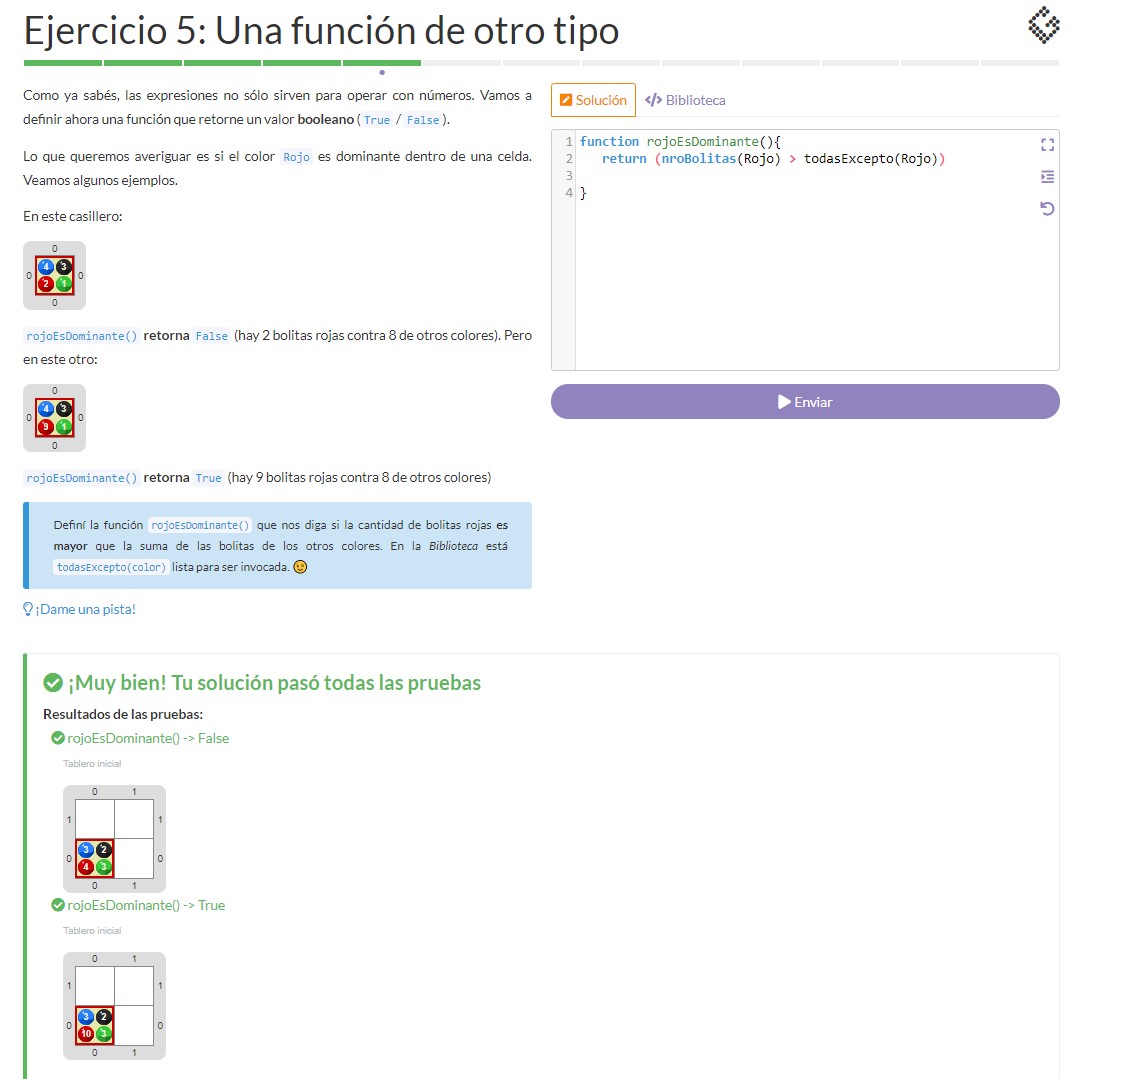 Ejercicio 5: Una función de otro tipo
Como ya sabés, las expresiones no sólo sirven para operar con números. Vamos a
definir ahora una función que retorne un valor booleano ( True / False ).
Lo que queremos averiguar es si el color Rojo es dominante dentro de una celda.
Veamos algunos ejemplos.
En este casillero:
0
4 3
0 0
2 1
0
rojoEsDominante() retorna False (hay 2 bolitas rojas contra 8 de otros colores). Pero
en este otro:
0
4 3
0 0
9 1
0
rojoEsDominante() retorna True (hay 9 bolitas rojas contra 8 de otros colores)
Definí la función rojoEsDominante() que nos diga si la cantidad de bolitas rojas es
mayor que la suma de las bolitas de los otros colores. En la Biblioteca está
todasExcepto(color) lista para ser invocada.
¡Dame una pista!
Solución
</> Biblioteca
1 function rojoEsDominante(){
2 return (nroBolitas(Rojo) > todasExcepto(Rojo))
3
4 }
Enviar
¡Muy bien! Tu solución pasó todas las pruebas
Resultados de las pruebas:
rojoEsDominante() -> False
Tablero inicial
0 1
1 1
3 2
0 0
4 3
0 1
rojoEsDominante() -> True
Tablero inicial
0 1
1 1
3 2
0 0
10 3
0 1